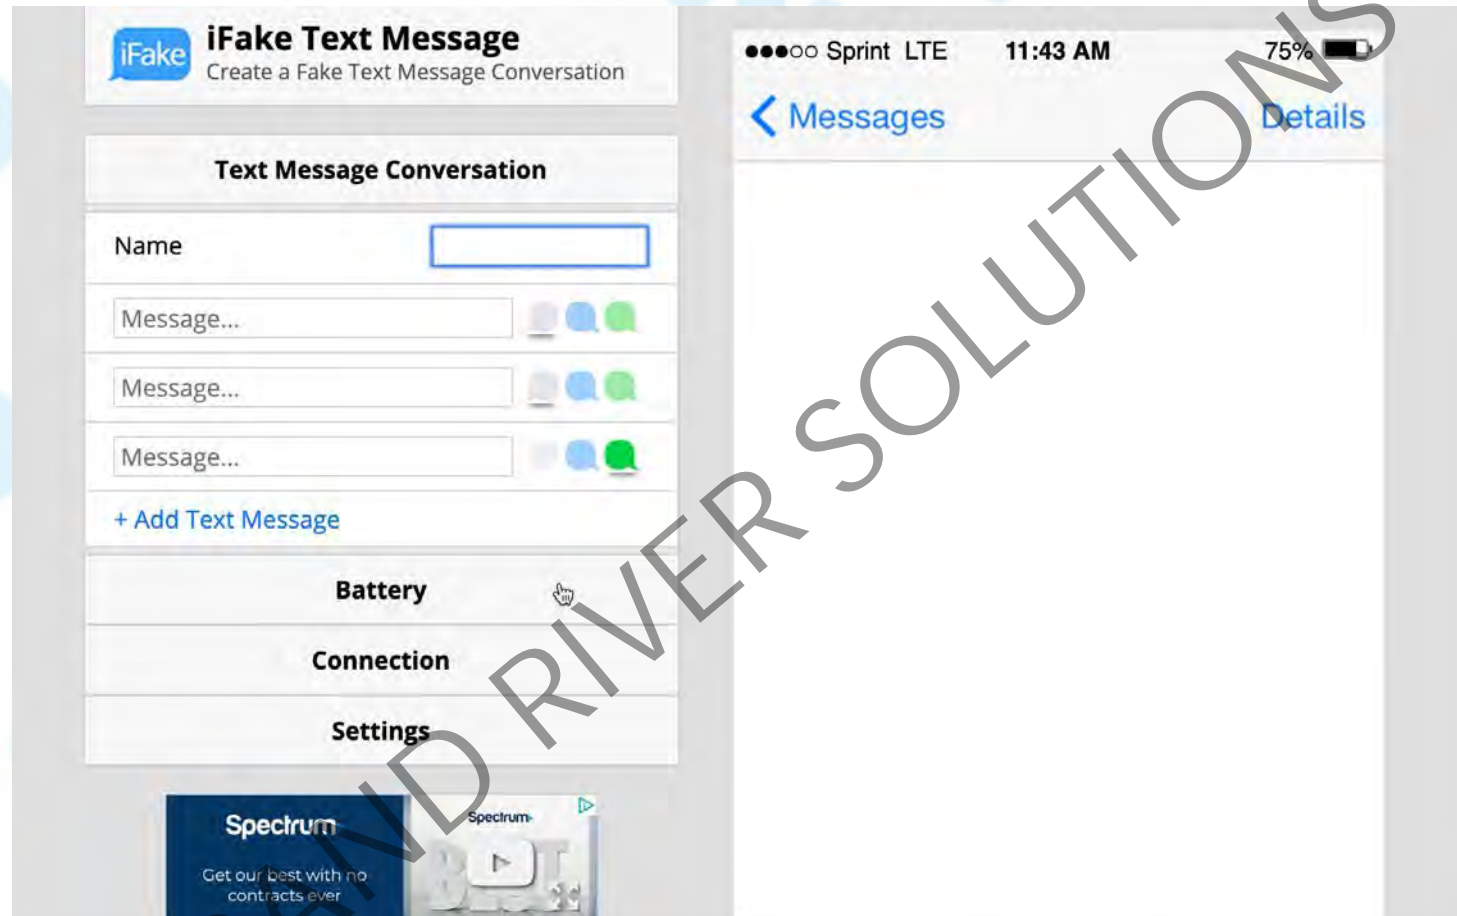 iFake
iFake Text Message
Create a Fake Text Message Conversation
Text Message Conversation
Name
Message...
Message...
Message...
+ Add Text Message
Battery
Connection
Settings
Spectrum
Get our best with no
contracts ever
Spectrum
BEST
Sprint LTE 11:43 AM 75%
Messages Details
AND RIVER SOLUTIONS